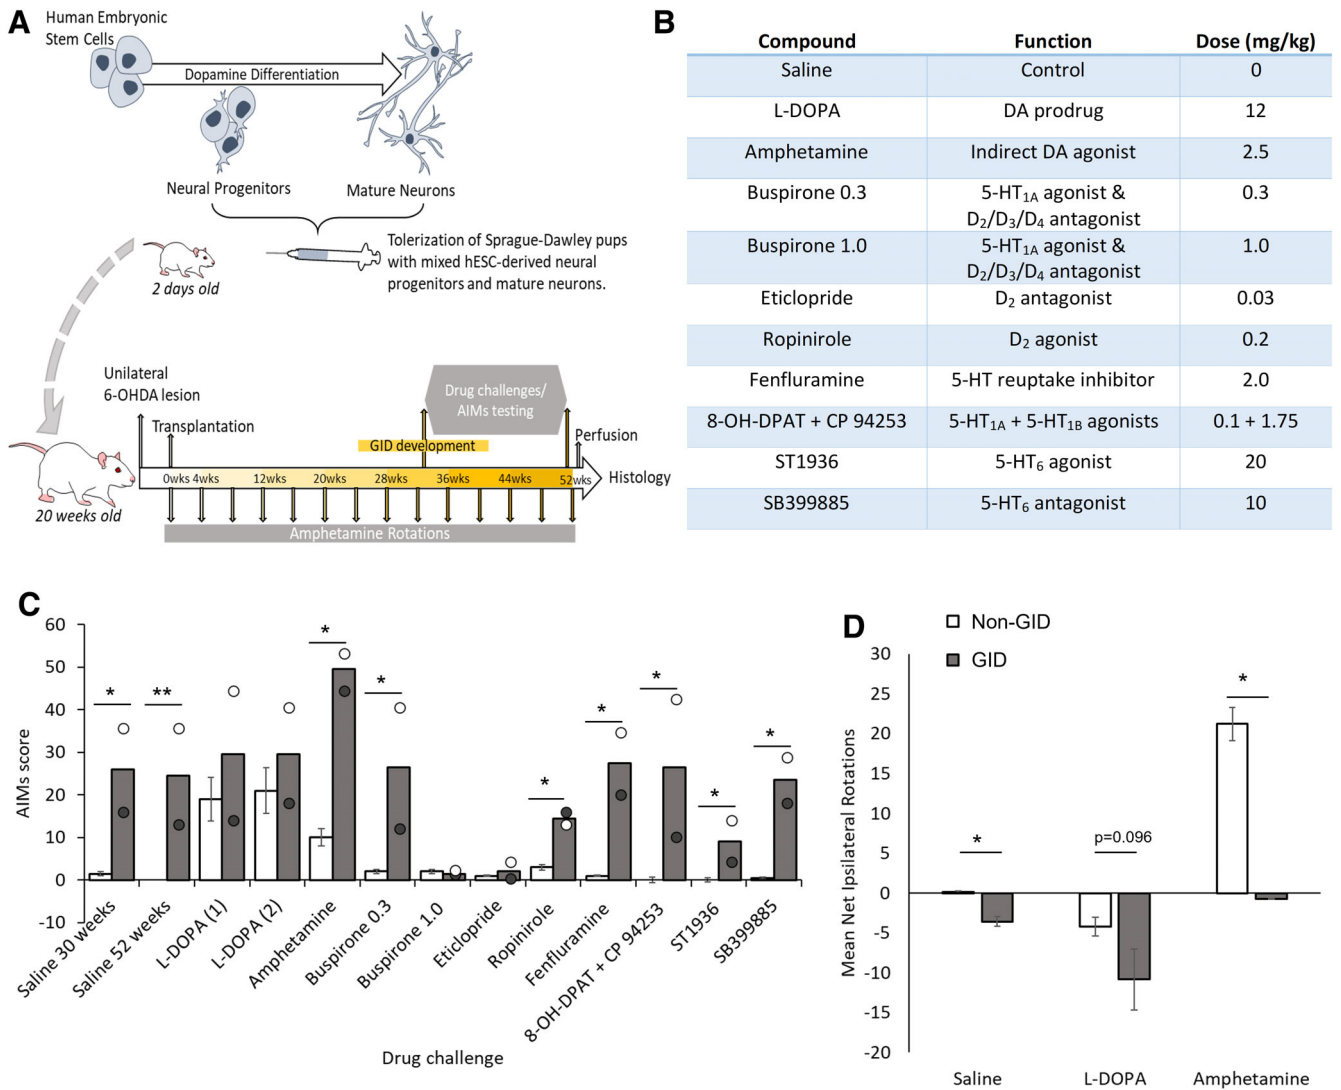 A
Human Embryonic
Stem Cells
Dopamine Differentiation
Neural Progenitors
Mature Neurons
Tolerization of Sprague-Dawley pups
with mixed hESC-derived neural
progenitors and mature neurons.
2 days old
Unilateral
6-OHDA lesion
Transplantation
Drug challenges/
AIMs testing
GID development
Perfusion
0wks 4wks 12wks 20wks 28wks 36wks 44wks 52wks
Histology
20 weeks old
Amphetamine Rotations
B
Compound Function Dose (mg/kg)
Saline Control 0
L-DOPA DA prodrug 12
Amphetamine Indirect DA agonist 2.5
Buspirone 0.3 5-HT1A agonist & 0.3
D2/D3/D4 antagonist
Buspirone 1.0 5-HT1A agonist & 1.0
D2/D3/D4 antagonist
Eticlopride D2 antagonist 0.03
Ropinirole D2 agonist 0.2
Fenfluramine 5-HT reuptake inhibitor 2.0
8-OH-DPAT + CP 94253 5-HT1A + 5-HT1B agonists 0.1 + 1.75
ST1936 5-HT6 agonist 20
SB399885 5-HT6 antagonist 10
C
AIMs score
60
50
40
30
20
10
0
-10
*
**
*
*
*
*
*
*
*
Saline 30 weeks
Saline 52 weeks
L-DOPA (1)
L-DOPA (2)
Amphetamine
Buspirone 0.3
Buspirone 1.0
Eticlopride
Ropinirole
Fenfluramine
8-OH-DPAT + CP 94253
ST1936
SB399885
Drug challenge
D
Non-GID
GID
Mean Net Ipsilateral Rotations
30
25
20
15
10
5
0
-5
-10
-15
-20
*
p=0.096
*
Saline
L-DOPA
Amphetamine